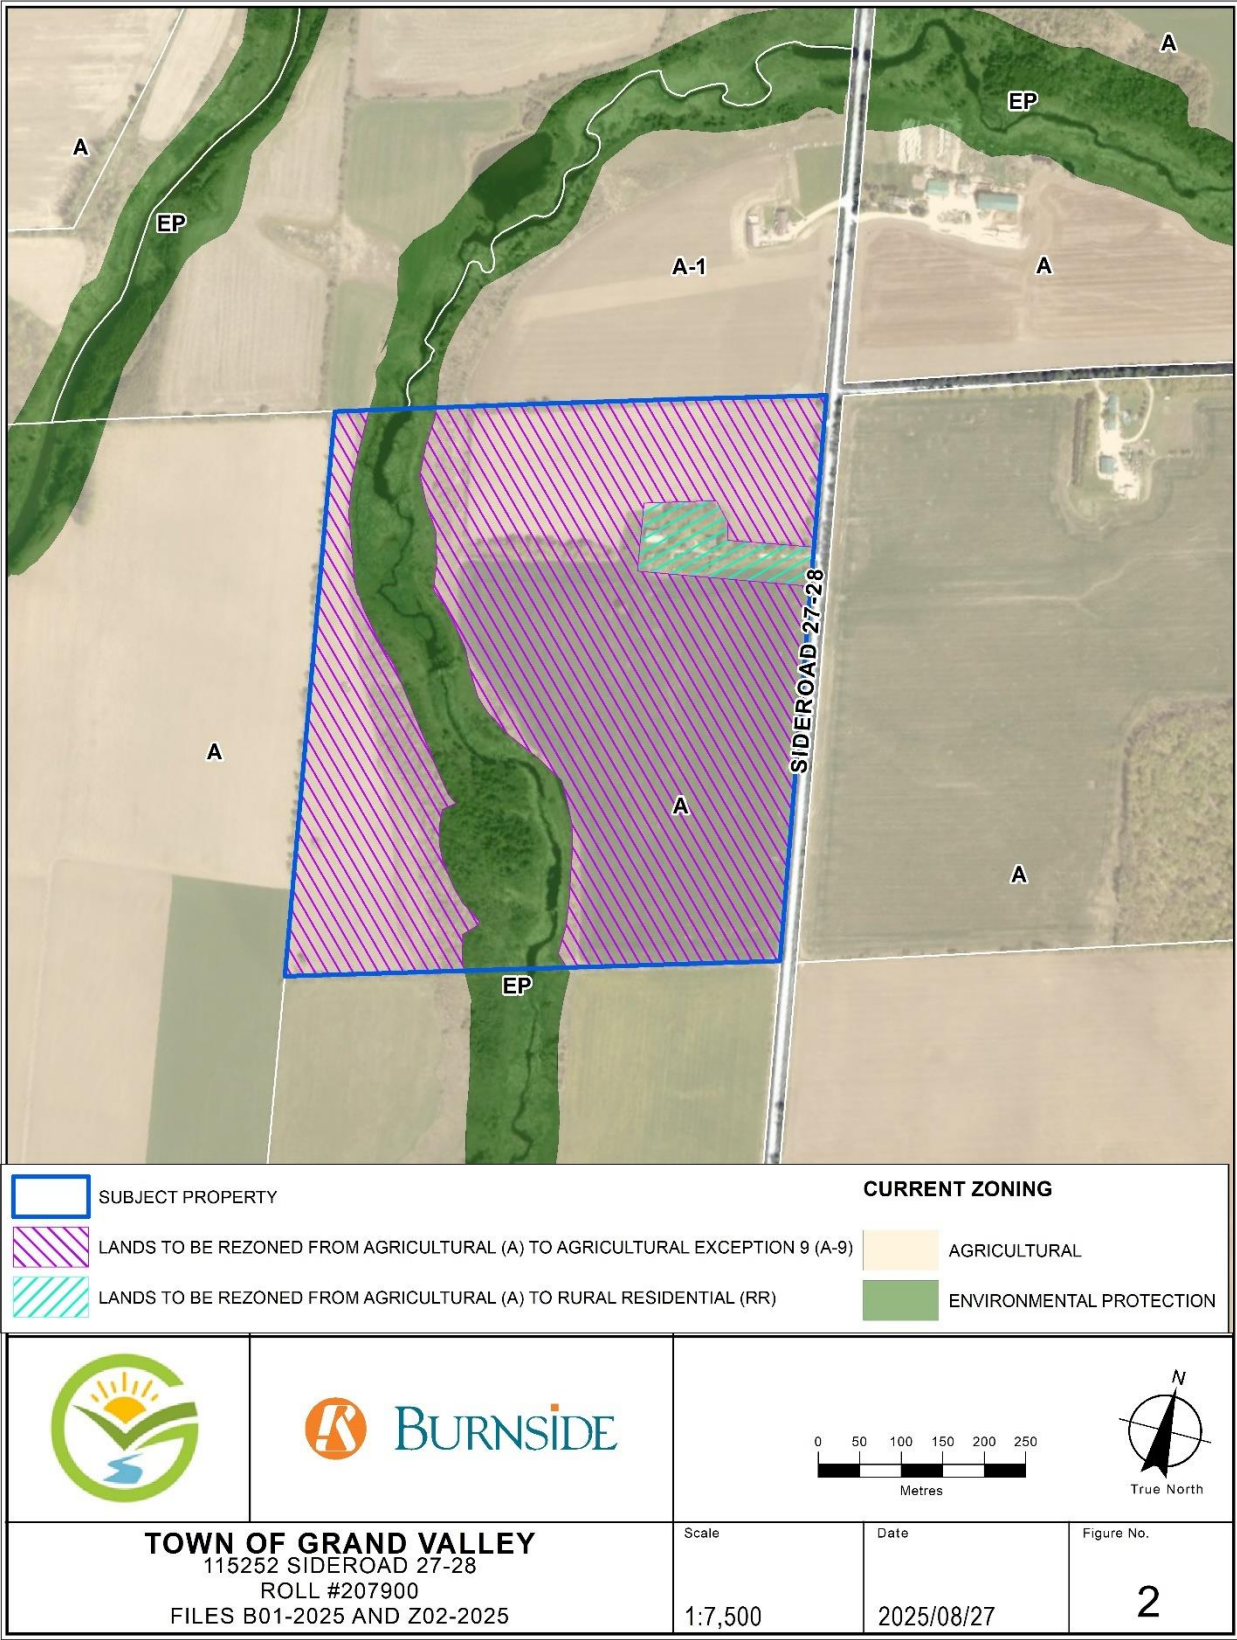 A
EP
A
EP
A-1
A
SIDEROAD 27-28
A
A
A
EP
SUBJECT PROPERTY
LANDS TO BE REZONED FROM AGRICULTURAL (A) TO AGRICULTURAL EXCEPTION 9 (A-9)
LANDS TO BE REZONED FROM AGRICULTURAL (A) TO RURAL RESIDENTIAL (RR)
CURRENT ZONING
AGRICULTURAL
ENVIRONMENTAL PROTECTION
BURNSIDE
0 50 100 150 200 250
Metres
N
True North
TOWN OF GRAND VALLEY
115252 SIDEROAD 27-28
ROLL #207900
FILES B01-2025 AND Z02-2025
Scale
1:7,500
Date
2025/08/27
Figure No.
2